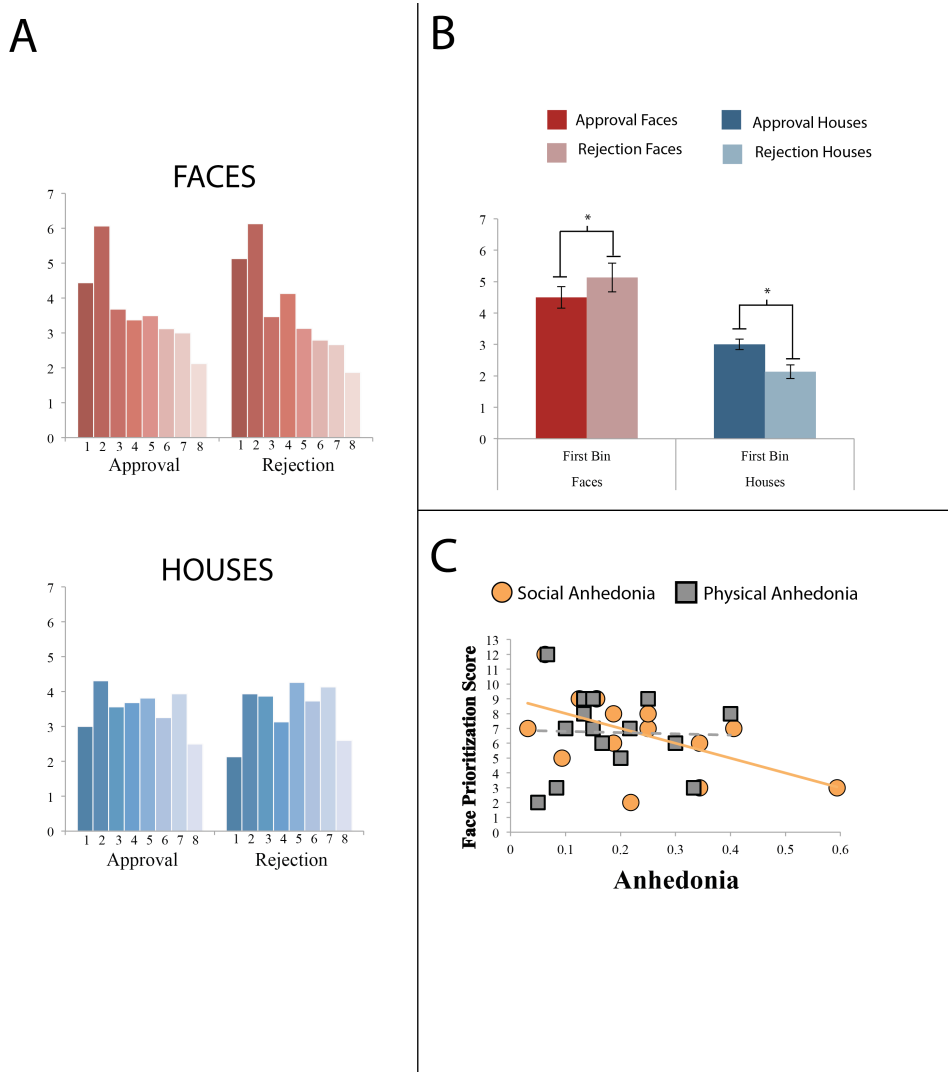 A
FACES
7
6
5
4
3
2
1
0
1 2 3 4 5 6 7 8
1 2 3 4 5 6 7 8
Approval
Rejection
HOUSES
7
6
5
4
3
2
1
0
1 2 3 4 5 6 7 8
1 2 3 4 5 6 7 8
Approval
Rejection
B
Approval Faces
Approval Houses
Rejection Faces
Rejection Houses
7
6
5
4
3
2
1
0
*
*
First Bin
First Bin
Faces
Houses
C
Social Anhedonia
Physical Anhedonia
Face Prioritization Score
13
12
11
10
9
8
7
6
5
4
3
2
1
0
0 0.1 0.2 0.3 0.4 0.5 0.6
Anhedonia